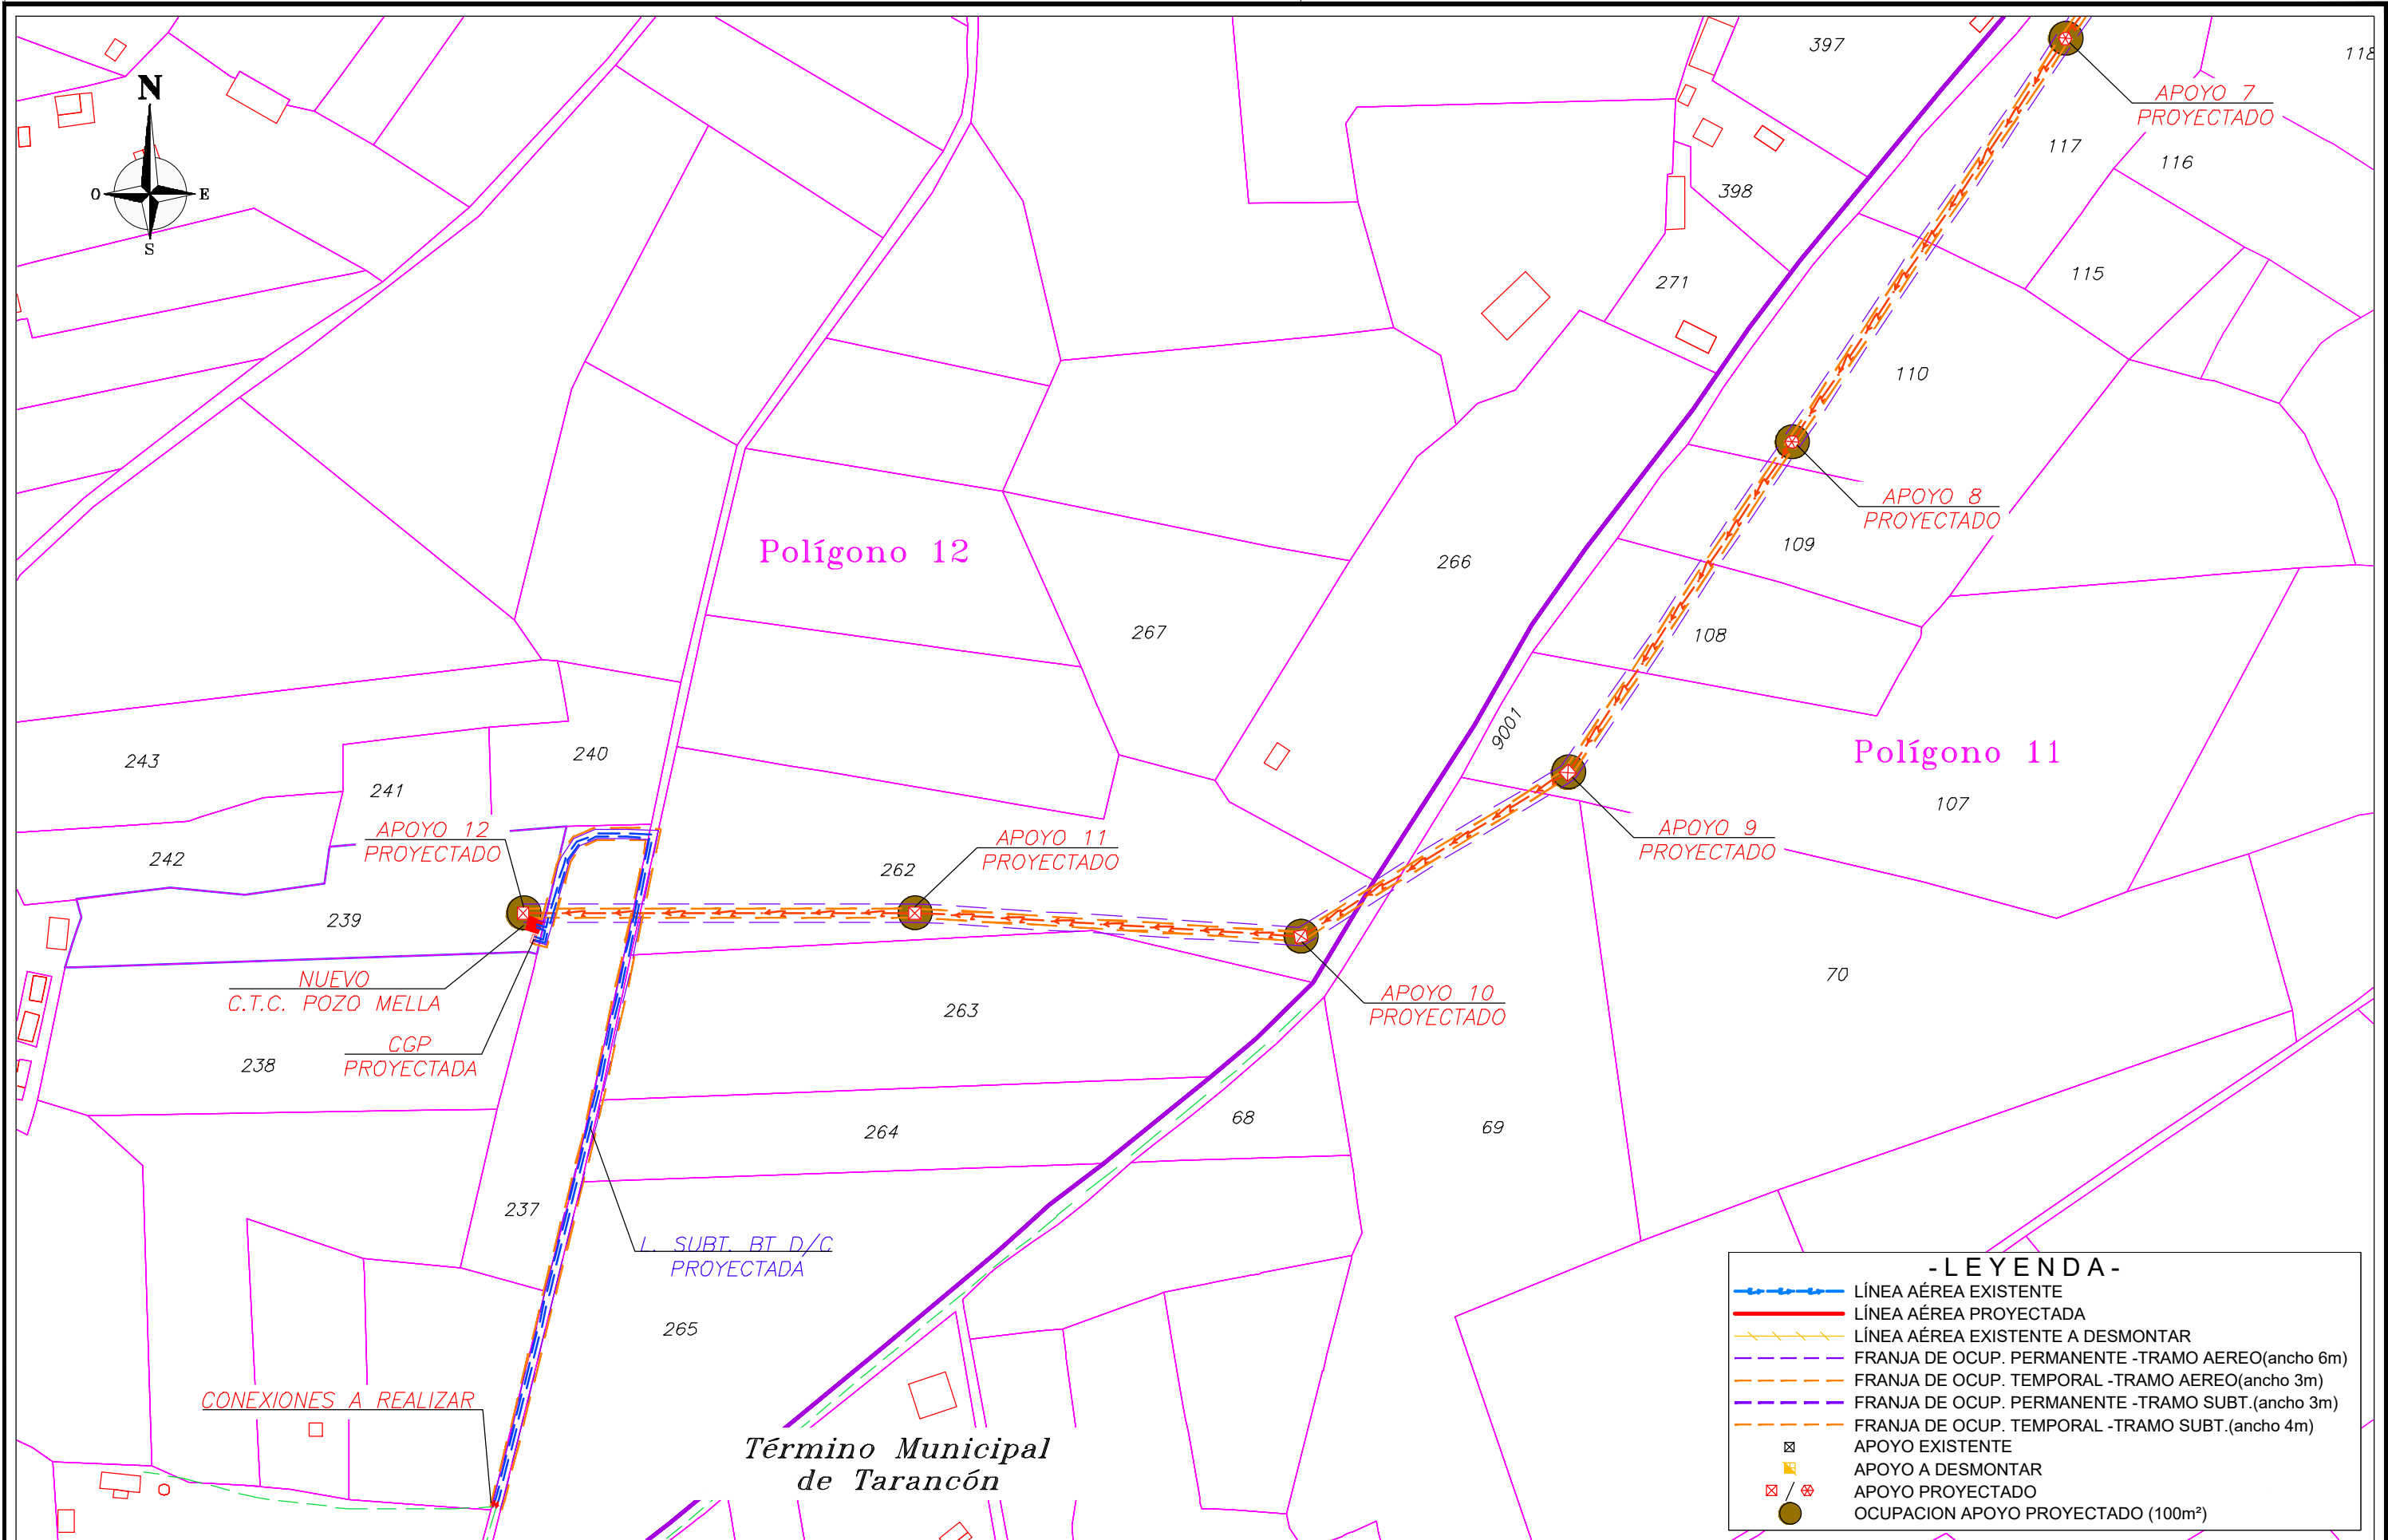 397
118
N
APOYO 7
PROYECTADO
117
116
398
O
E
S
271
115
110
APOYO 8
PROYECTADO
109
Polígono 12
266
267
108
9001
Polígono 11
243
240
241
107
APOYO 12
PROYECTADO
APOYO 11
PROYECTADO
APOYO 9
PROYECTADO
242
262
239
70
NUEVO
C.T.C. POZO MELLA
APOYO 10
PROYECTADO
263
CGP
PROYECTADA
238
68
69
264
237
L. SUBT. BT D/C
PROYECTADA
265
CONEXIONES A REALIZAR
Término Municipal
de Tarancón
-LEYENDA-
LÍNEA AÉREA EXISTENTE
LÍNEA AÉREA PROYECTADA
LÍNEA AÉREA EXISTENTE A DESMONTAR
FRANJA DE OCUP. PERMANENTE -TRAMO AEREO(ancho 6m)
FRANJA DE OCUP. TEMPORAL -TRAMO AEREO(ancho 3m)
FRANJA DE OCUP. PERMANENTE -TRAMO SUBT.(ancho 3m)
FRANJA DE OCUP. TEMPORAL -TRAMO SUBT.(ancho 4m)
APOYO EXISTENTE
APOYO A DESMONTAR
/ APOYO PROYECTADO
OCUPACION APOYO PROYECTADO (100m²)